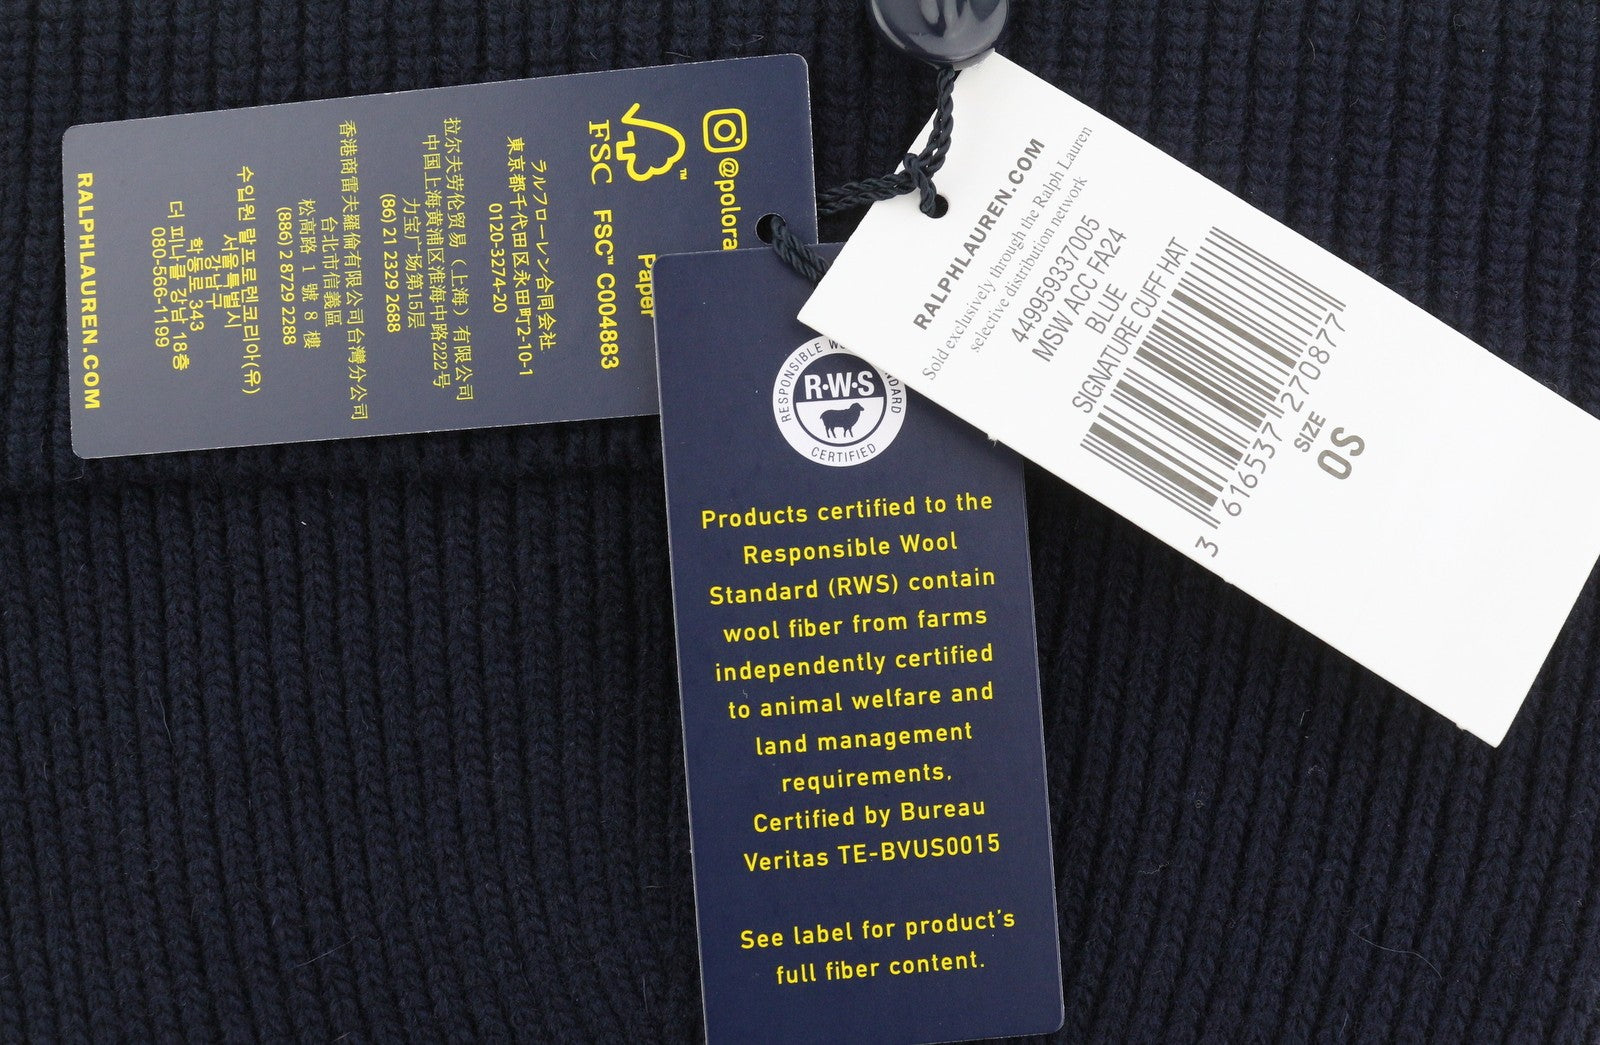 @polora
Paper
FSC
FSC™ C004883
ラルフローレン合同会社
東京都千代田区永田町2-10-1
0120-3274-20
拉尔夫劳伦贸易（上海）有限公司
中国上海黄浦区淮海中路222号
力宝广场第15层
(86) 21 2329 2688
香港商雷夫羅倫有限公司台灣分公司
台北市信義區
松高路 1 號 8 樓
(886) 2 8729 2288
수입원 랄프로렌코리아(유)
서울특별시
강남구
학동로 343
더 피나클 강남 18층
080-566-1199
RALPHLAUREN.COM
RESPONSIBLE
R·W·S
CERTIFIED
Products certified to the
Responsible Wool
Standard (RWS) contain
wool fiber from farms
independently certified
to animal welfare and
land management
requirements.
Certified by Bureau
Veritas TE-BVUS0015
See label for product's
full fiber content.
RALPHLAUREN.COM
Sold exclusively through the Ralph Lauren
selective distribution network
449959337005
MSW ACC FA24
BLUE
SIGNATURE CUFF HAT
3 616537 270877
SIZE
OS